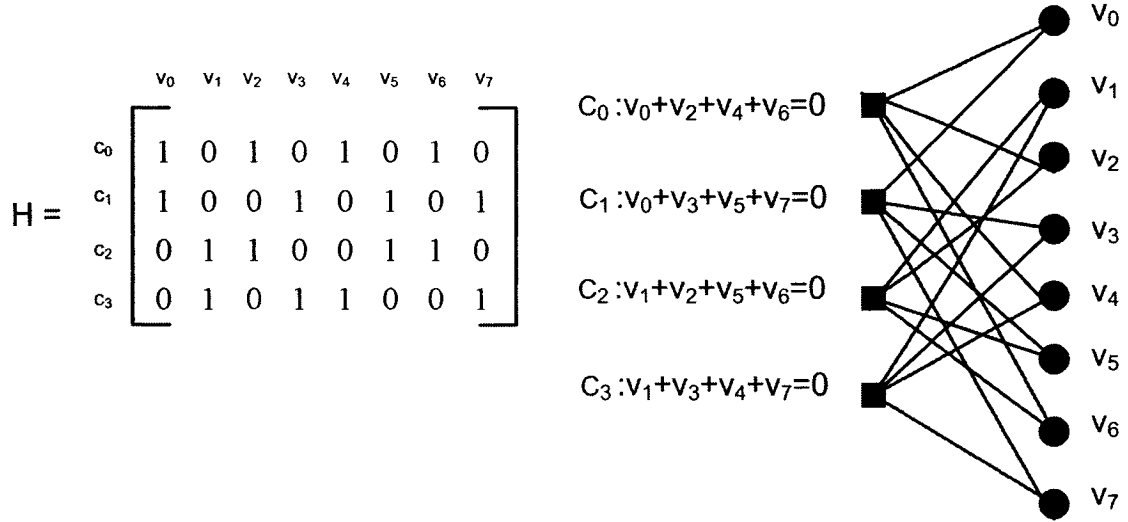 v₀ v₁ v₂ v₃ v₄ v₅ v₆ v₇
H =
c₀ 1 0 1 0 1 0 1 0
c₁ 1 0 0 1 0 1 0 1
c₂ 0 1 1 0 0 1 1 0
c₃ 0 1 0 1 1 0 0 1
C₀:v₀+v₂+v₄+v₆=0
C₁:v₀+v₃+v₅+v₇=0
C₂:v₁+v₂+v₅+v₆=0
C₃:v₁+v₃+v₄+v₇=0
v₀
v₁
v₂
v₃
v₄
v₅
v₆
v₇